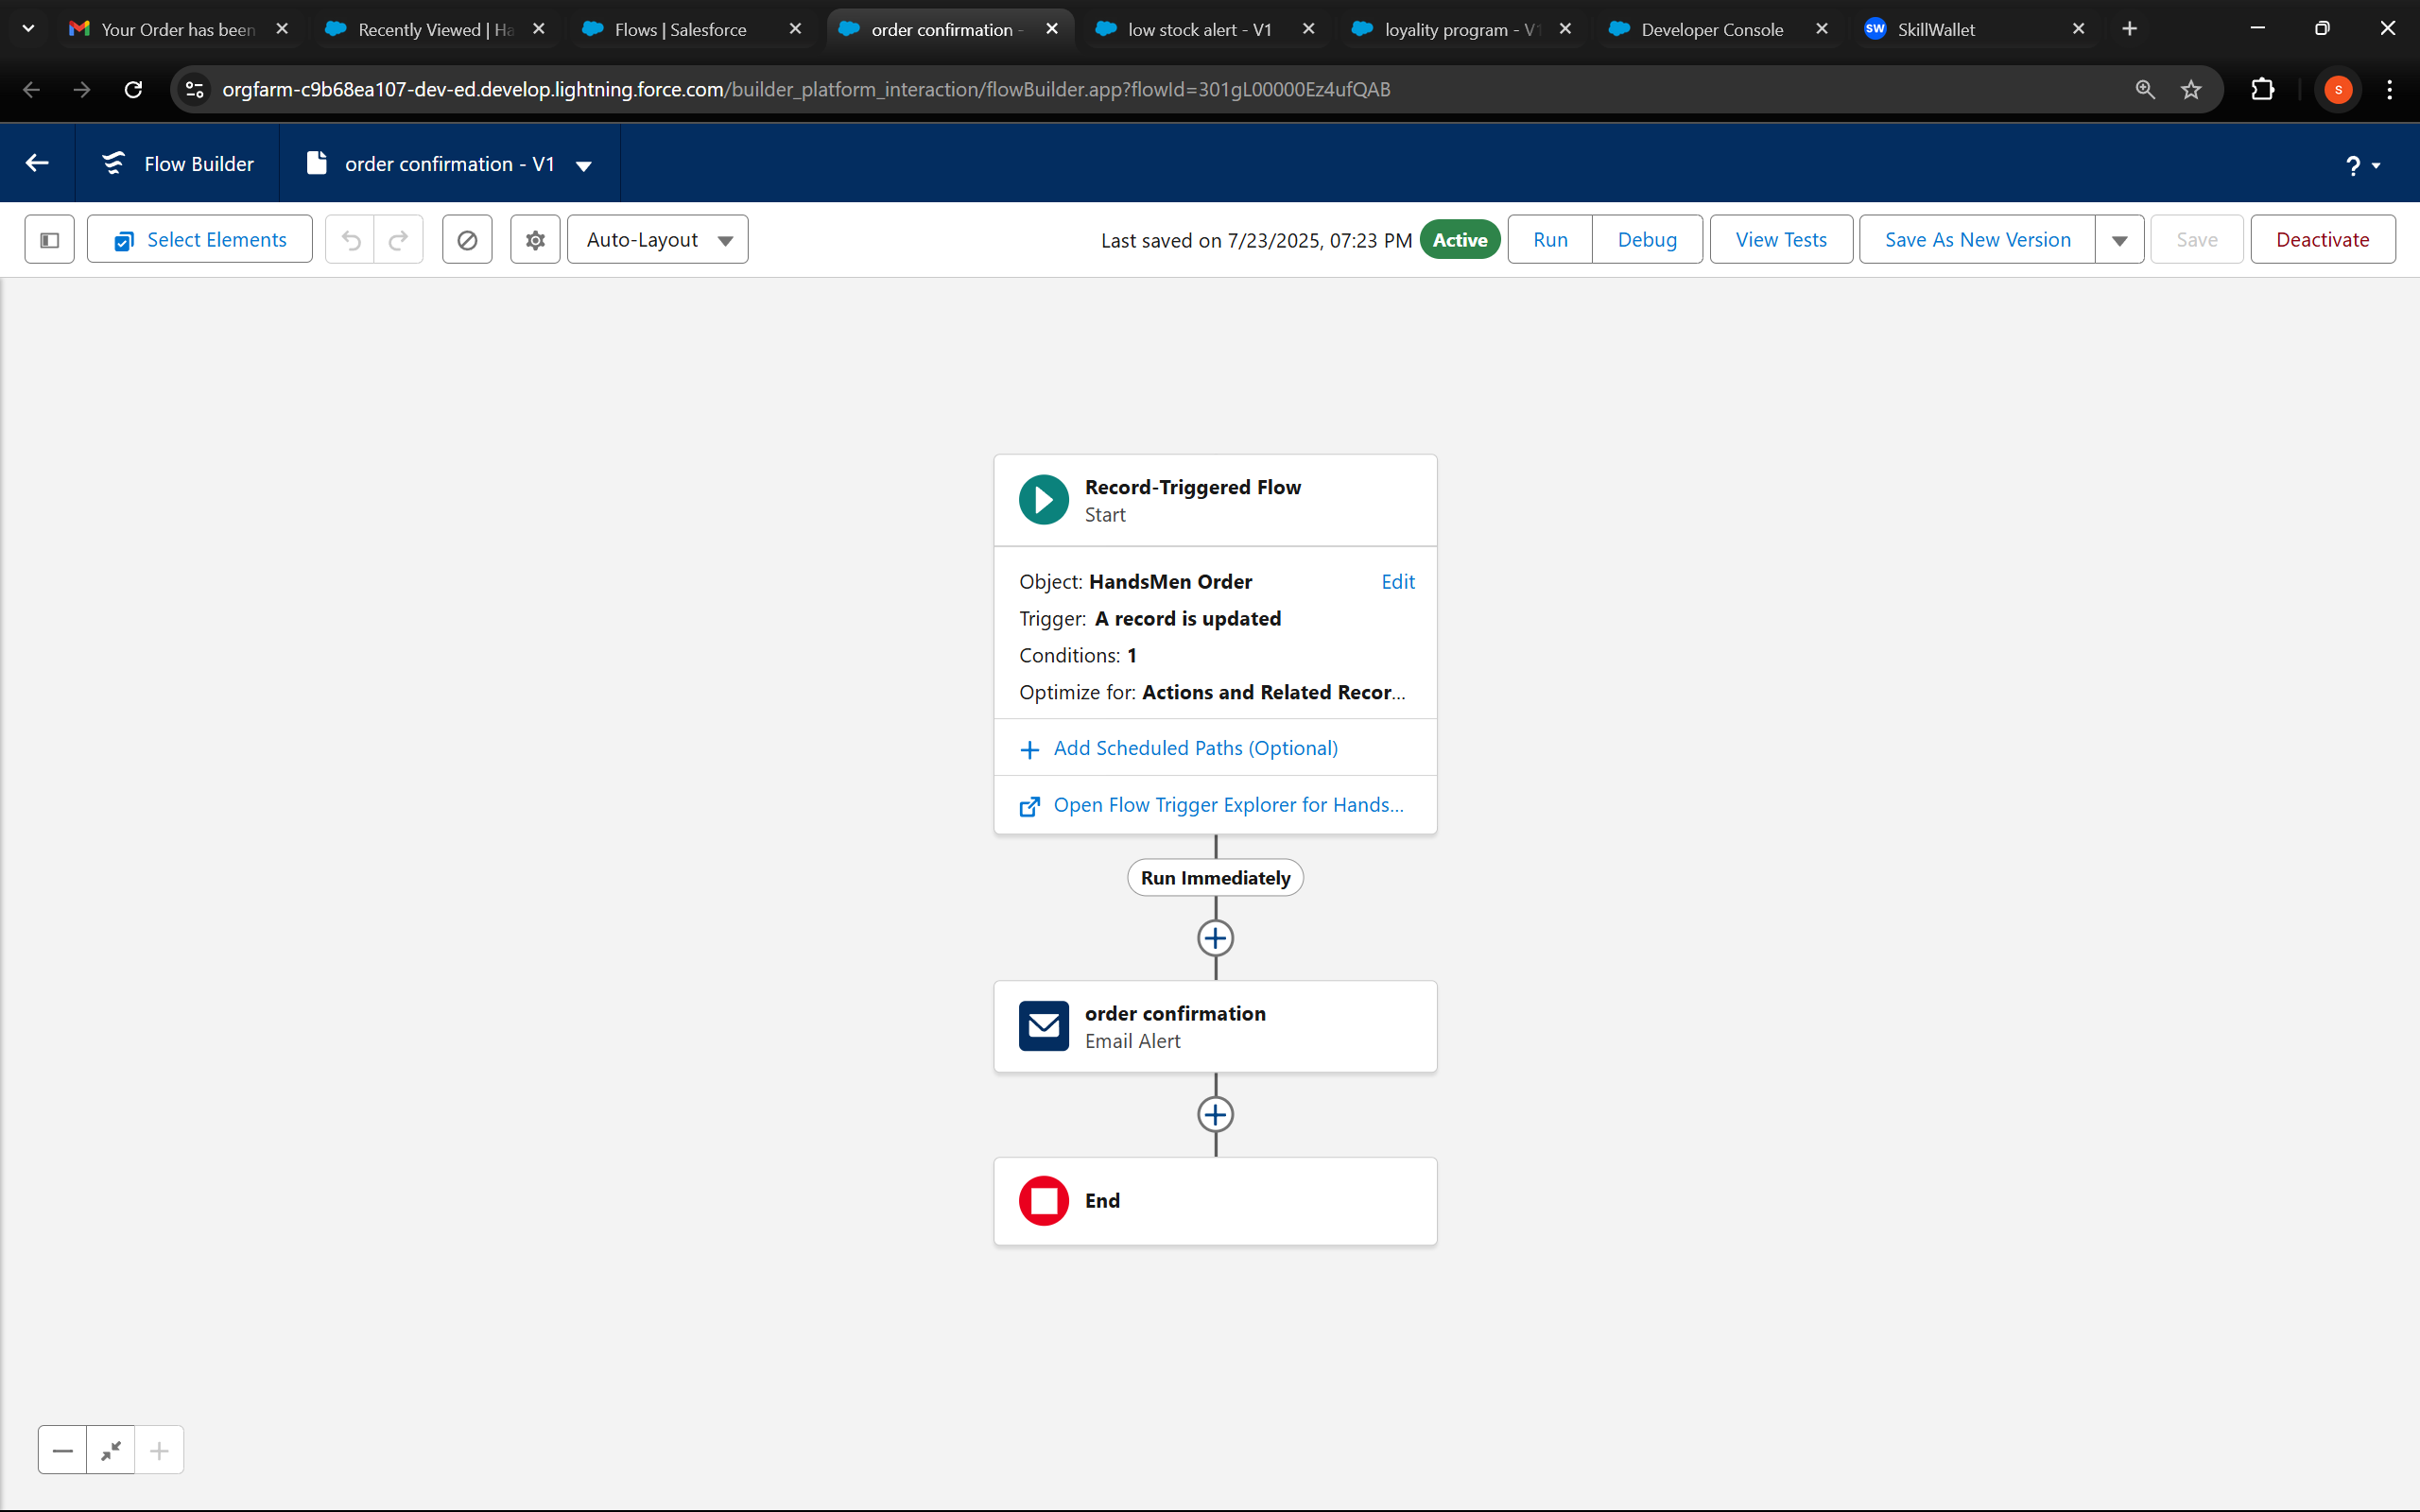 Your Order has been
Recently Viewed | Ha
Flows | Salesforce
order confirmation -
low stock alert - V1
loyality program - V1
Developer Console
SW SkillWallet
orgfarm-c9b68ea107-dev-ed.develop.lightning.force.com/builder_platform_interaction/flowBuilder.app?flowId=301gL00000Ez4ufQAB
S
Flow Builder
order confirmation - V1
?
Select Elements
Auto-Layout
Last saved on 7/23/2025, 07:23 PM
Active
Run
Debug
View Tests
Save As New Version
Save
Deactivate
Record-Triggered Flow
Start
Object: HandsMen Order
Edit
Trigger: A record is updated
Conditions: 1
Optimize for: Actions and Related Recor...
Add Scheduled Paths (Optional)
Open Flow Trigger Explorer for Hands...
Run Immediately
order confirmation
Email Alert
End